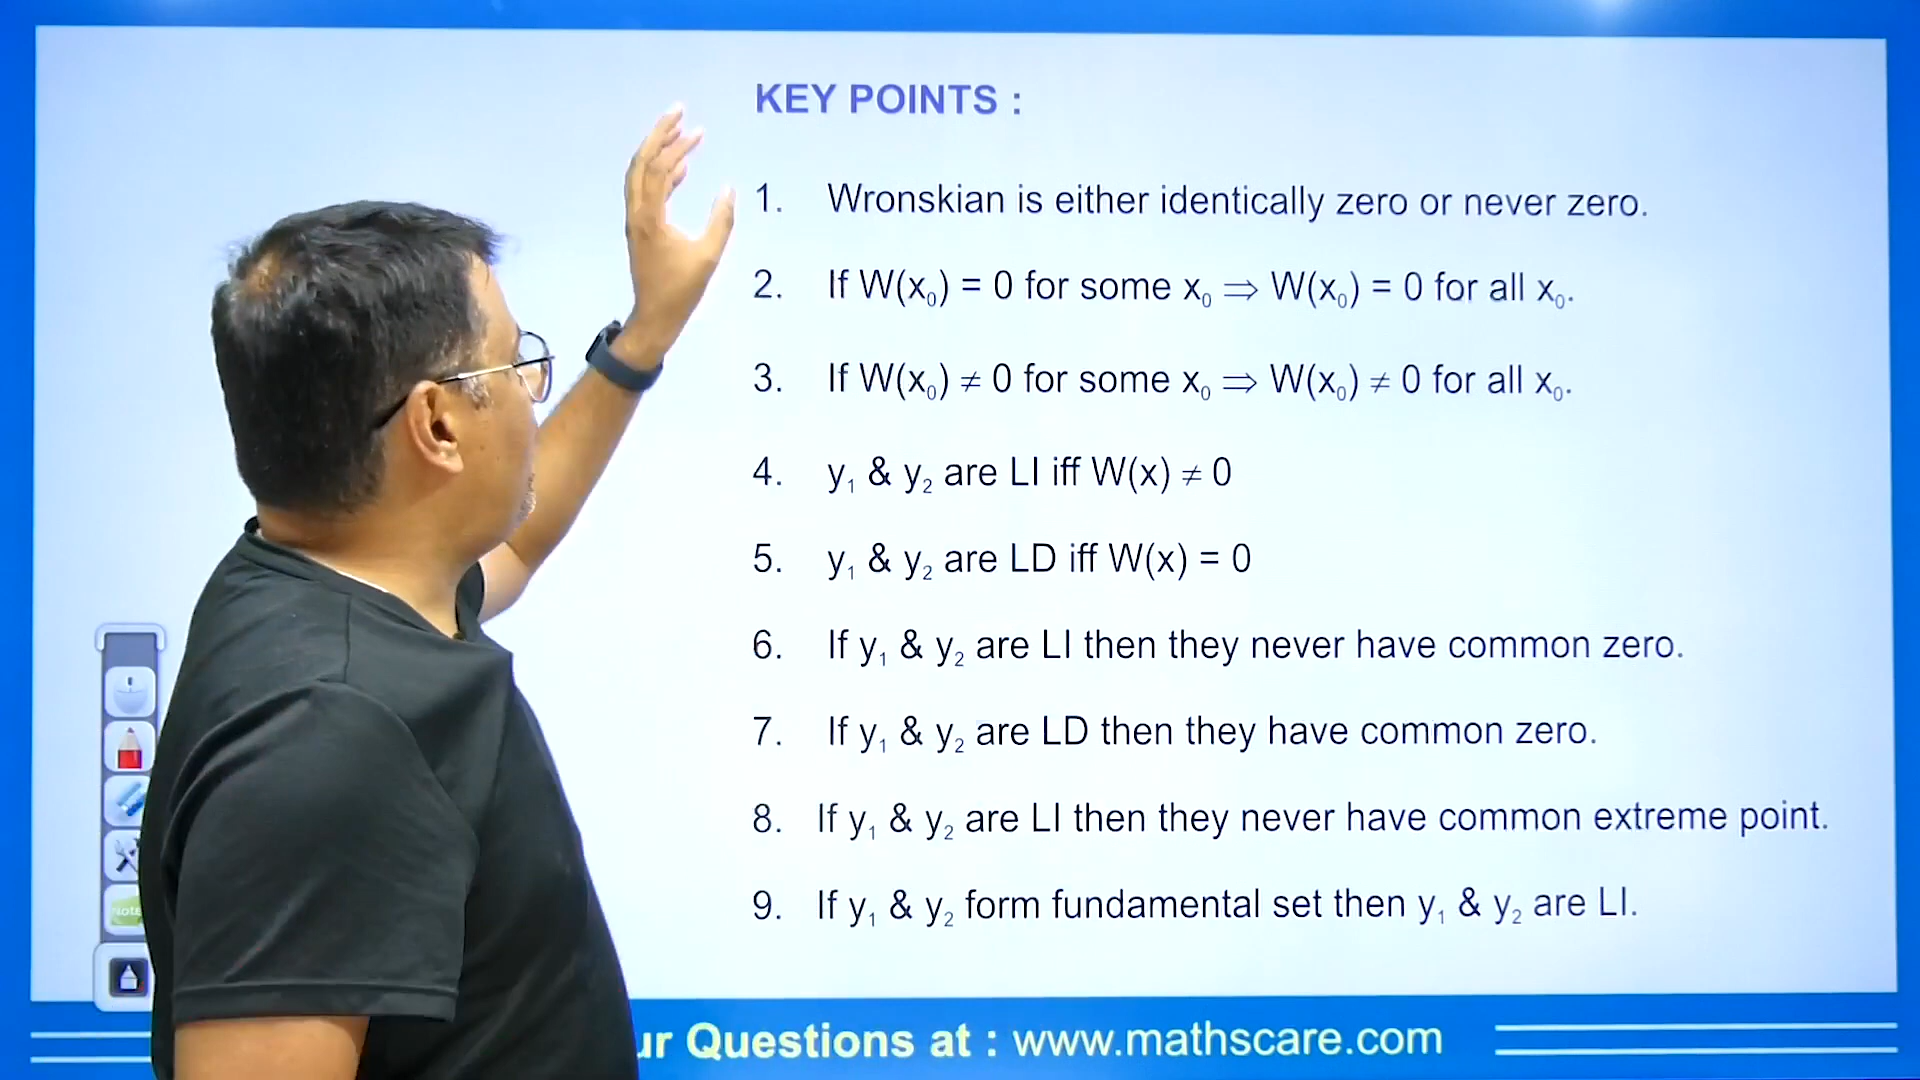 KEY POINTS :
1. Wronskian is either identically zero or never zero.
2. If W(x₀) = 0 for some x₀ ⇒ W(x₀) = 0 for all x₀.
3. If W(x₀) ≠ 0 for some x₀ ⇒ W(x₀) ≠ 0 for all x₀.
4. y₁ & y₂ are LI iff W(x) ≠ 0
5. y₁ & y₂ are LD iff W(x) = 0
6. If y₁ & y₂ are LI then they never have common zero.
7. If y₁ & y₂ are LD then they have common zero.
8. If y₁ & y₂ are LI then they never have common extreme point.
9. If y₁ & y₂ form fundamental set then y₁ & y₂ are LI.
Note
ur Questions at : www.mathscare.com